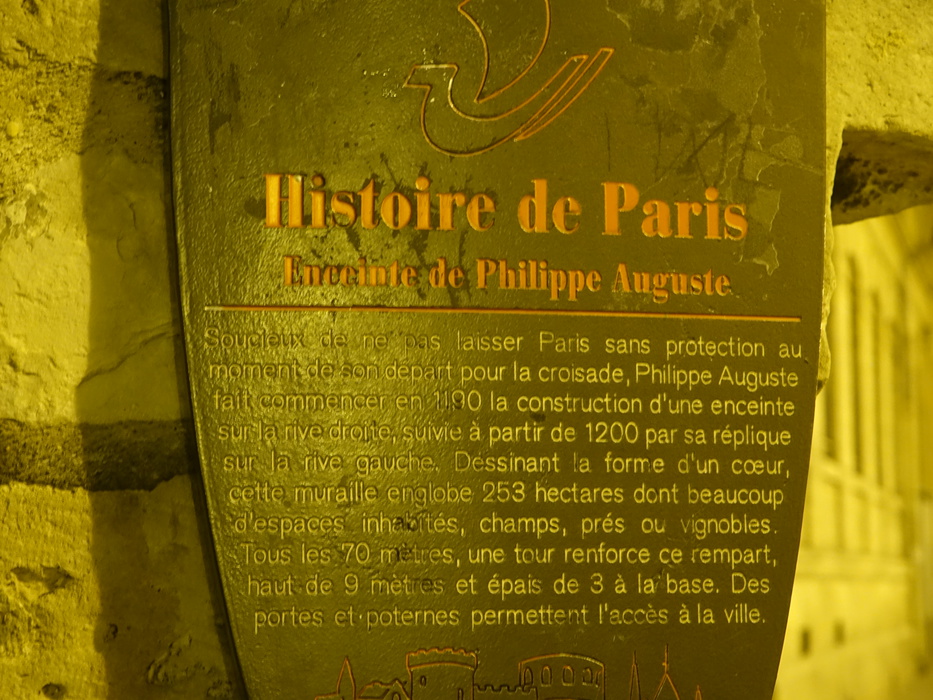 Histoire de Paris
Enceinte de Philippe Auguste
Soucieux de ne pas laisser Paris sans protection au
moment de son départ pour la croisade, Philippe Auguste
fait commencer en 1190 la construction d'une enceinte
sur la rive droite, suivie à partir de 1200 par sa réplique
sur la rive gauche. Dessinant la forme d'un cœur,
cette muraille englobe 253 hectares dont beaucoup
d'espaces inhabités, champs, prés ou vignobles.
Tous les 70 mètres, une tour renforce ce rempart,
haut de 9 mètres et épais de 3 à la base. Des
portes et poternes permettent l'accès à la ville.